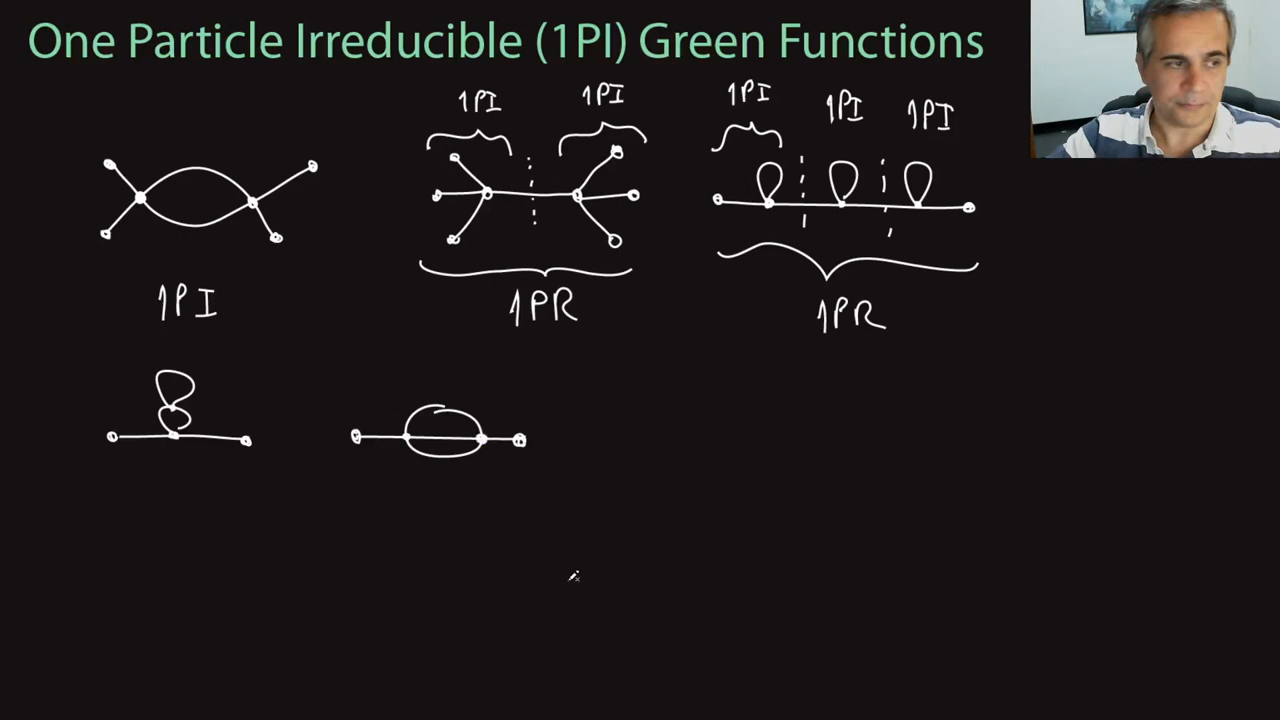 One Particle Irreducible (1PI) Green Functions
1PI 1PI 1PI 1PI 1PI
1PI 1PR 1PR